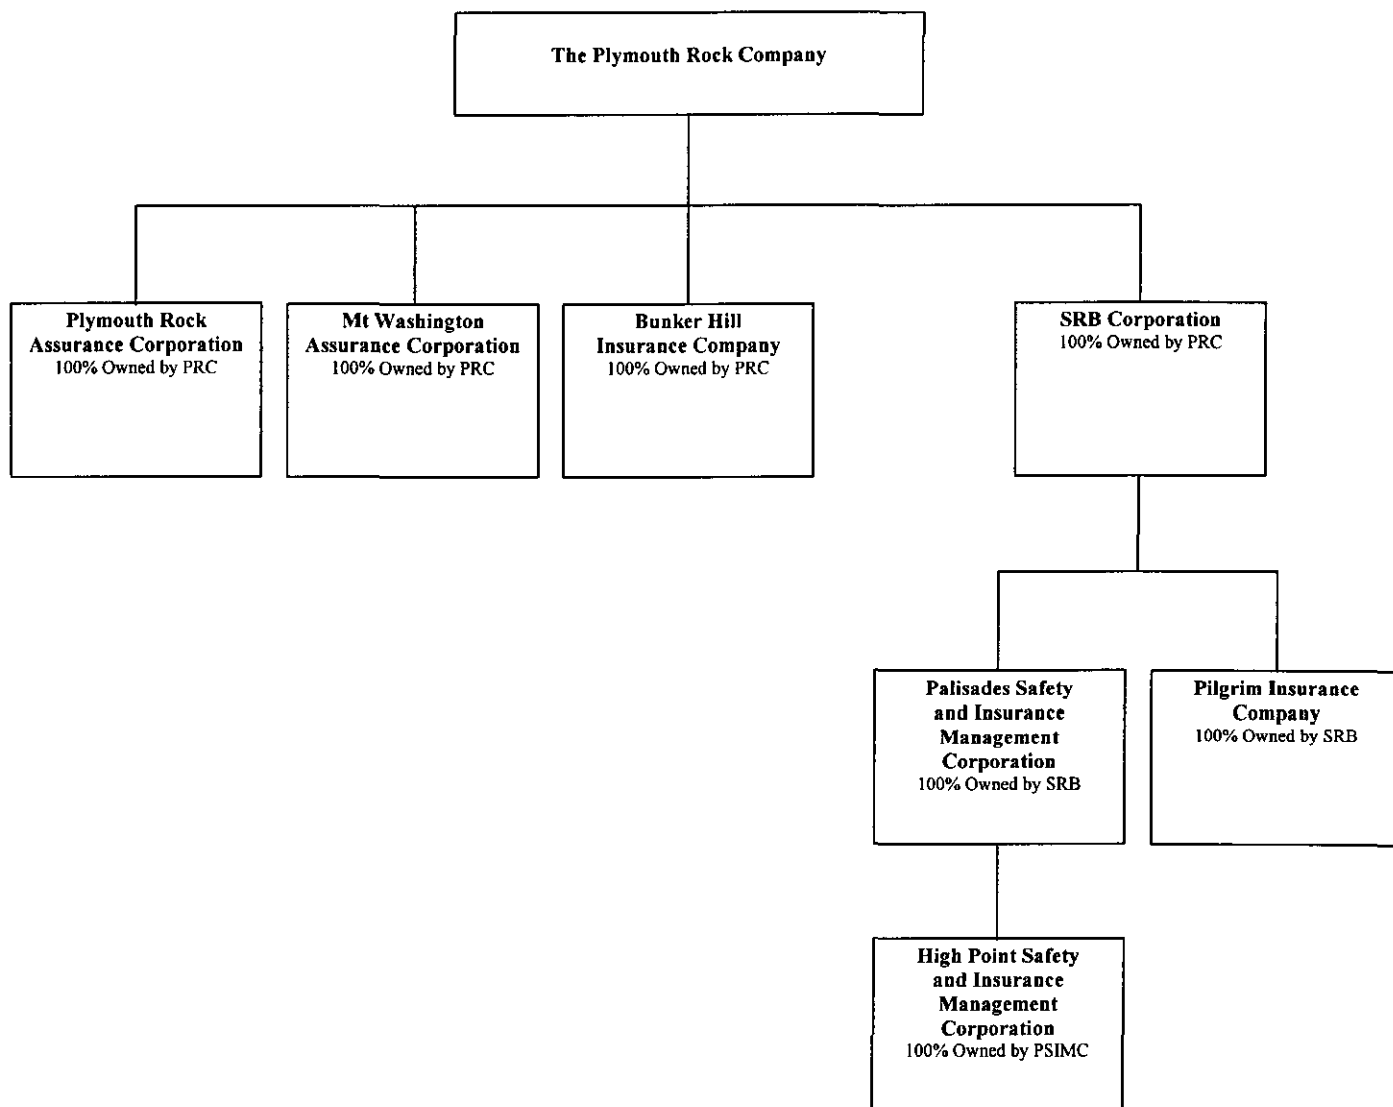 The Plymouth Rock Company
Plymouth Rock
Assurance Corporation
100% Owned by PRC
Mt Washington
Assurance Corporation
100% Owned by PRC
Bunker Hill
Insurance Company
100% Owned by PRC
SRB Corporation
100% Owned by PRC
Palisades Safety
and Insurance
Management
Corporation
100% Owned by SRB
Pilgrim Insurance
Company
100% Owned by SRB
High Point Safety
and Insurance
Management
Corporation
100% Owned by PSIMC